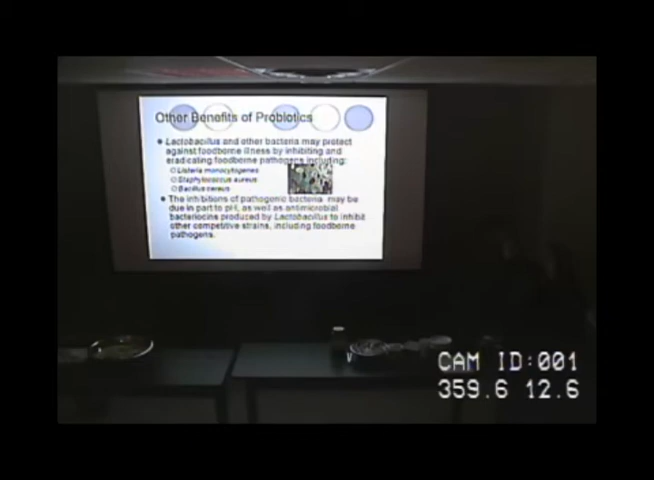 Other Benefits of Probiotics
Lactobacillus and other bacteria may protect
against foodborne illness by inhibiting and
eradicating foodborne pathogens including:
Listeria monocytogenes
Staphylococcus aureus
Bacillus cereus
The inhibitions of pathogenic bacteria may be
due in part to pH, as well as antimicrobial
bacteriocins produced by Lactobacillus to inhibit
other competitive strains, including foodborne
pathogens.
CAM ID:001
359.6 12.6